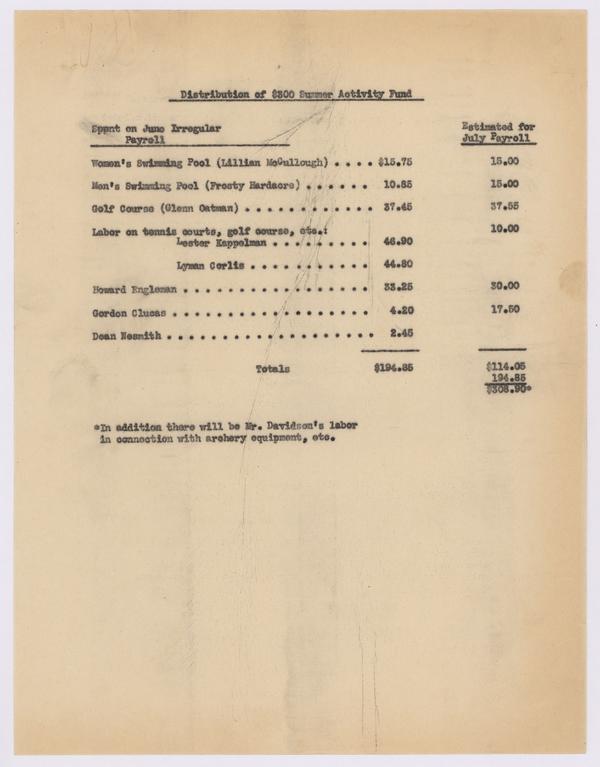 Distribution of $300 Summer Activity Fund
Spent on June Irregular Payroll
Estimated for July Payroll
Women's Swimming Pool (Lillian McCullough) . . . . $15.75 15.00
Men's Swimming Pool (Frosty Hardacre) . . . . . . 10.85 15.00
Golf Course (Glenn Oatman) . . . . . . . . . . . . 37.45 37.55
Labor on tennis courts, golf course, etc.: 10.00
Lester Kappelman . . . . . . . . . 46.90
Lyman Corlis . . . . . . . . . . . 44.80
Howard Engleman . . . . . . . . . . . . . . . . . 33.25 30.00
Gordon Clucas . . . . . . . . . . . . . . . . . . 4.20 17.50
Dean Nesmith . . . . . . . . . . . . . . . . . . . 2.45
Totals $194.85 $114.05
194.85
$308.90*
*In addition there will be Mr. Davidson's labor
in connection with archery equipment, etc.